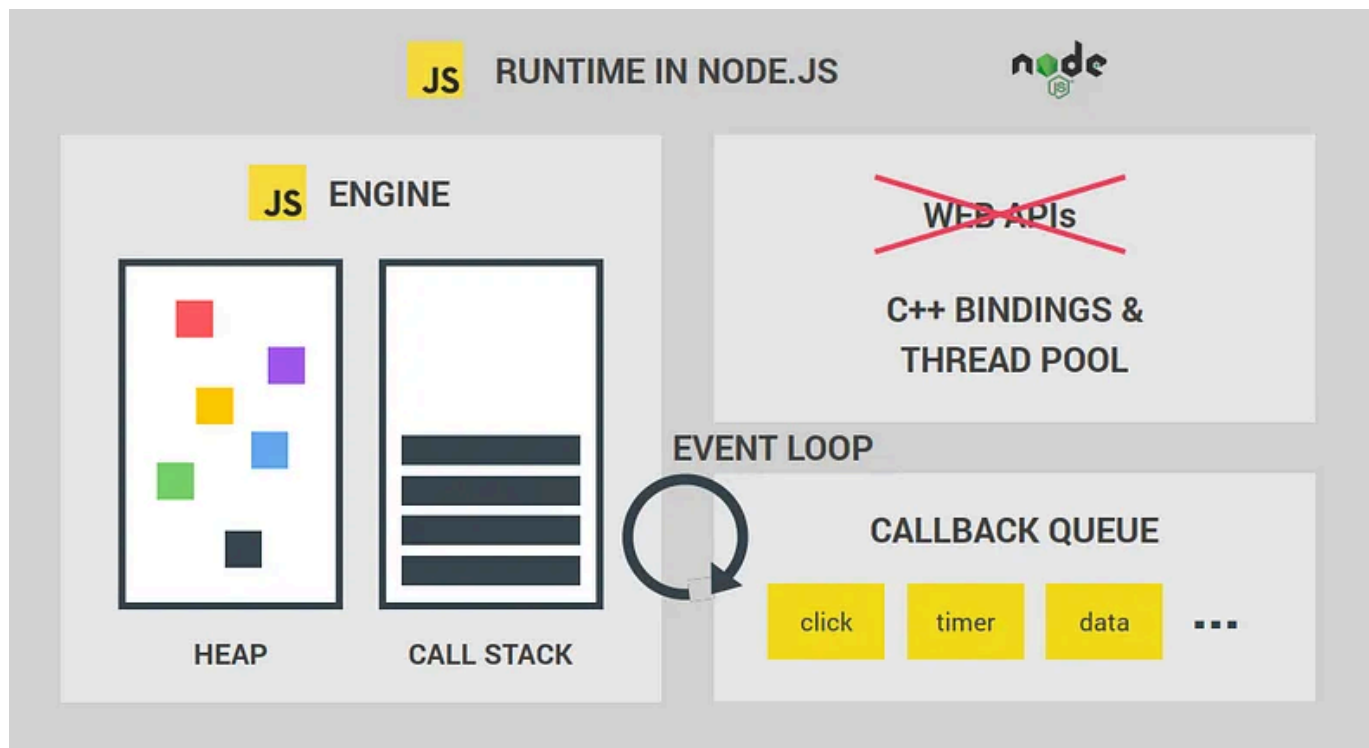 JS RUNTIME IN NODE.JS
node
JS
JS ENGINE
HEAP
CALL STACK
WEB APIs
C++ BINDINGS &
THREAD POOL
EVENT LOOP
CALLBACK QUEUE
click timer data ...